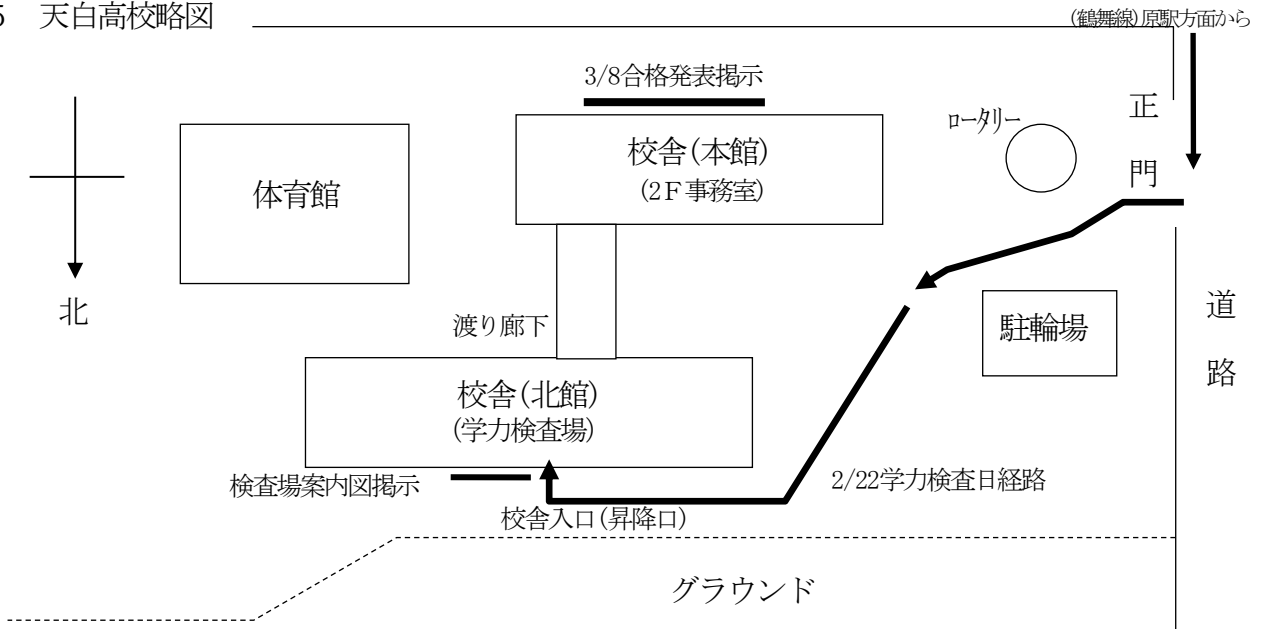 5 天白高校略図
(鶴舞線)原駅方面から
3/8合格発表掲示
正門
ロータリー
校舎(本館)
(2F事務室)
体育館
北
道路
渡り廊下
駐輪場
校舎(北館)
(学力検査場)
検査場案内図掲示
2/22学力検査日経路
校舎入口(昇降口)
グラウンド